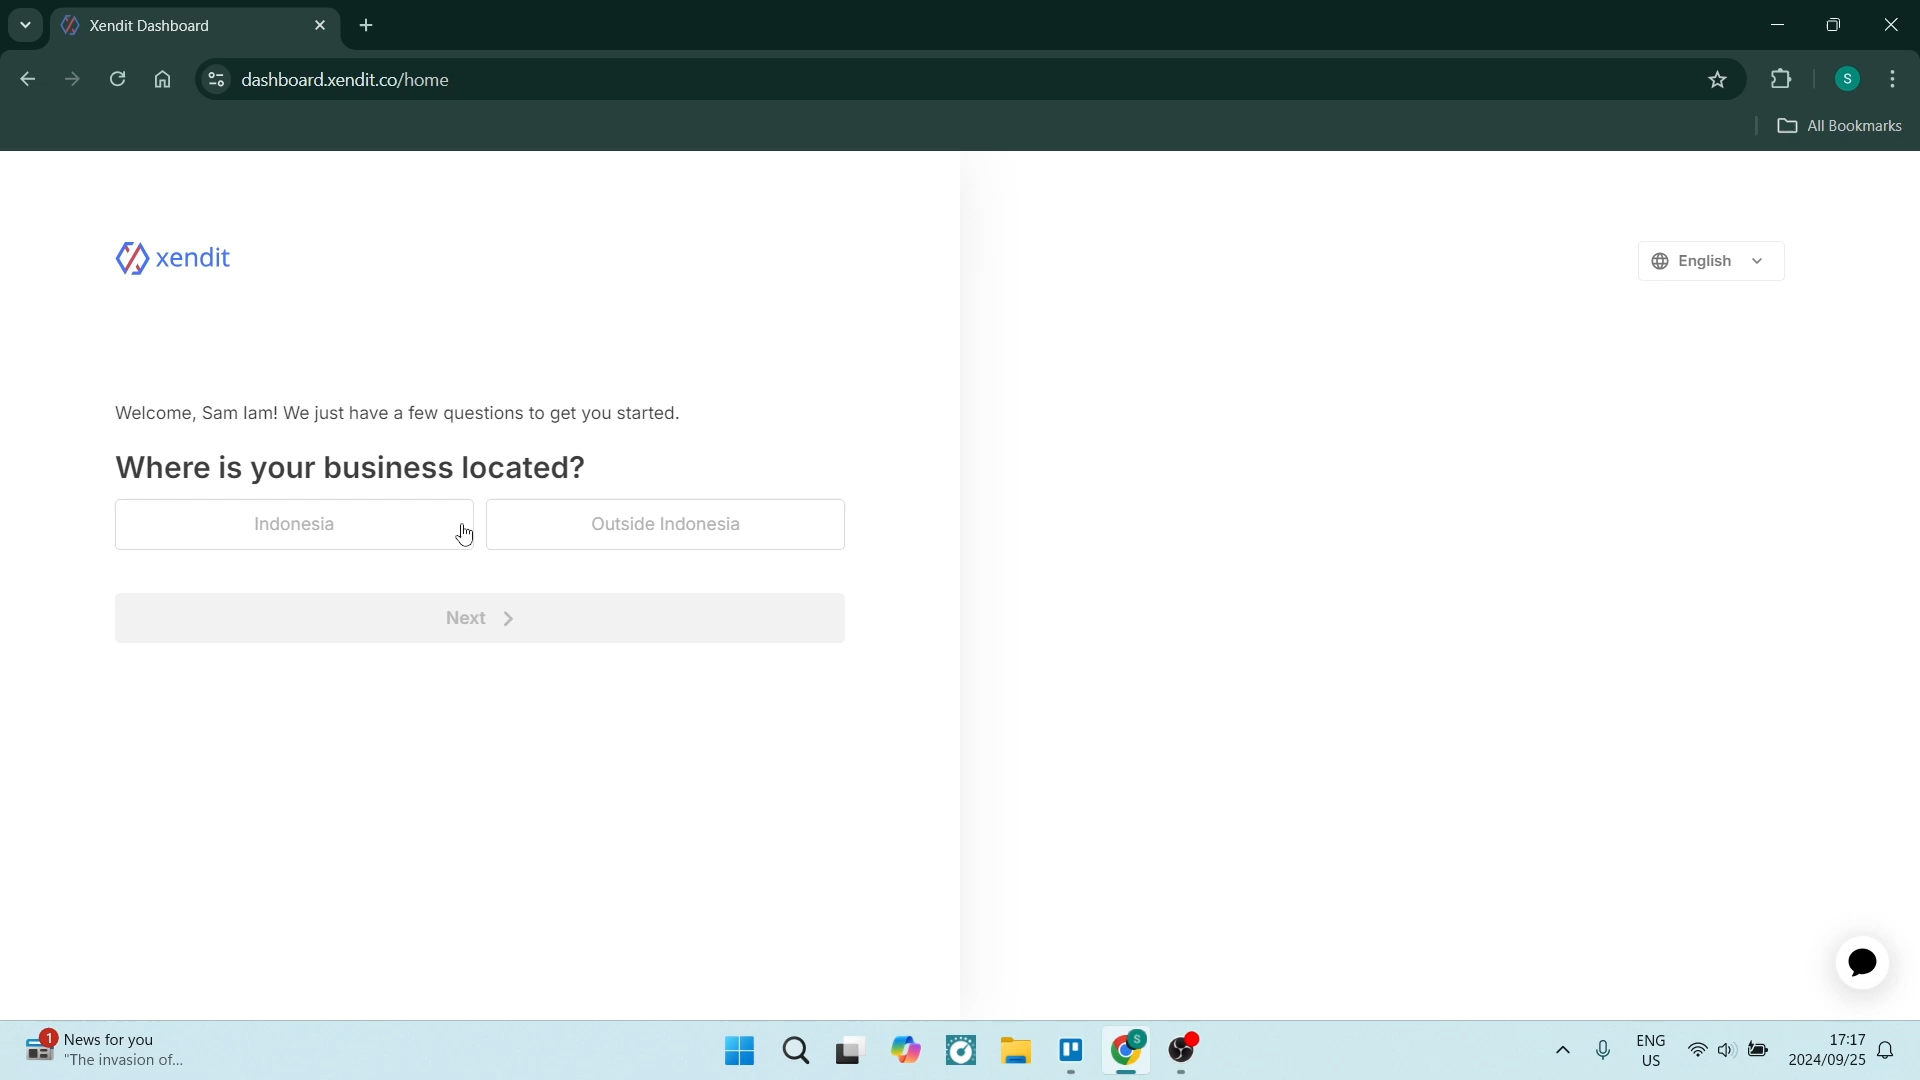 Xendit Dashboard
dashboard.xendit.co/home
S
All Bookmarks
xendit
English
Welcome, Sam Iam! We just have a few questions to get you started.
Where is your business located?
Indonesia
Outside Indonesia
Next
1
News for you
"The invasion of...
S
ENG
US
17:17
2024/09/25